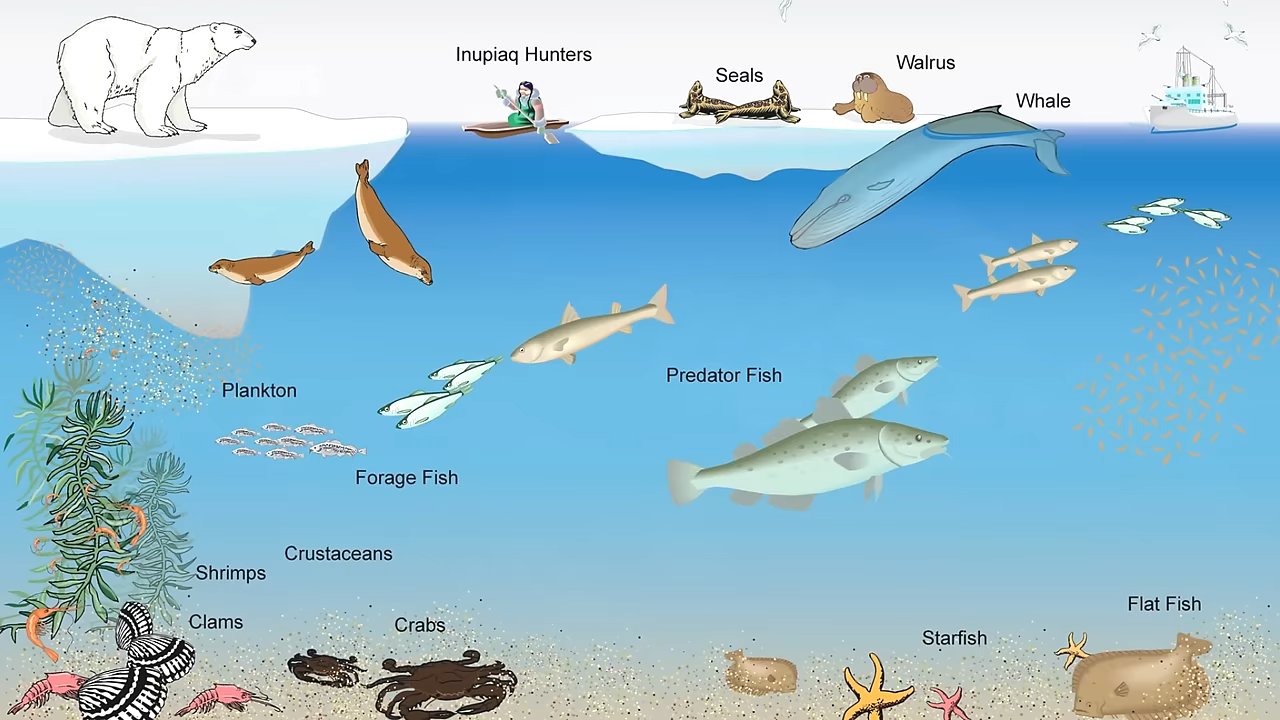 Inupiaq Hunters
Seals
Walrus
Whale
Predator Fish
Plankton
Forage Fish
Crustaceans
Shrimps
Clams
Crabs
Flat Fish
Starfish